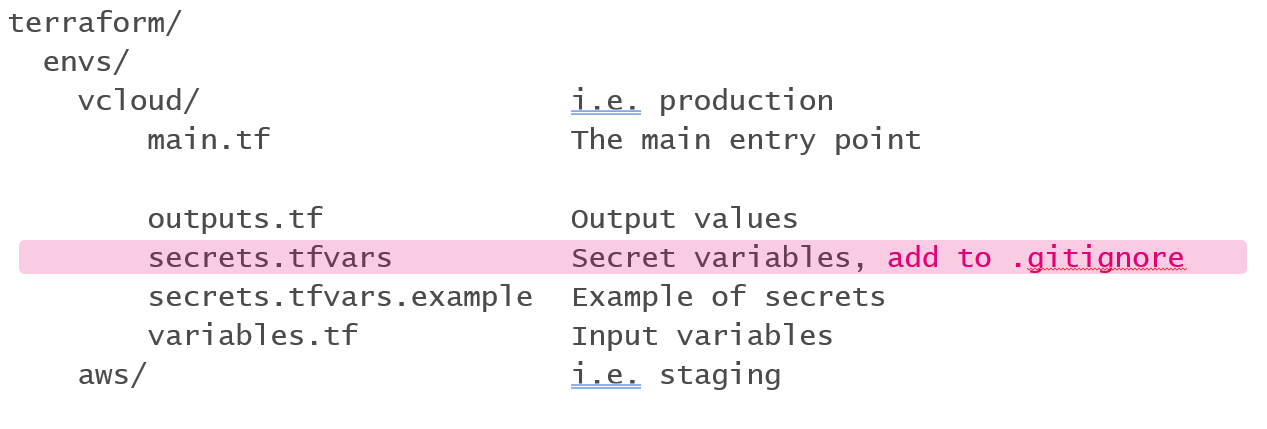 terraform/
envs/
vcloud/ i.e. production
main.tf The main entry point
outputs.tf Output values
secrets.tfvars Secret variables, add to .gitignore
secrets.tfvars.example Example of secrets
variables.tf Input variables
aws/ i.e. staging